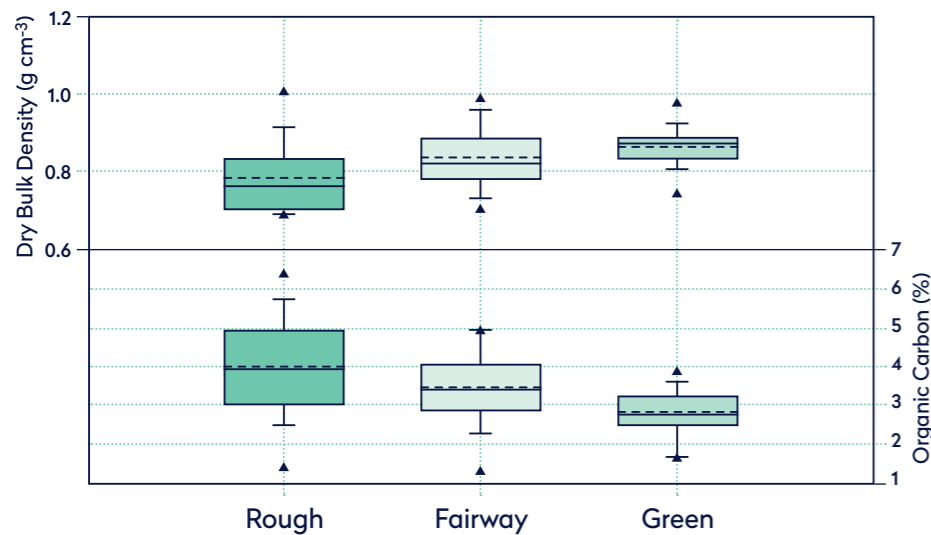 Dry Bulk Density (g cm-3)
1.2
1.0
0.8
0.6
7
6
5
4
3
2
1
Organic Carbon (%)
Rough
Fairway
Green